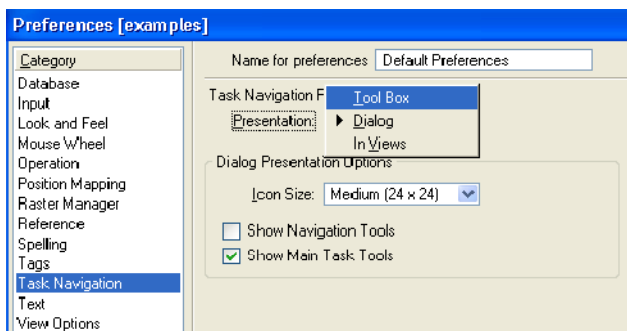 Preferences [examples]
Category
Database
Input
Look and Feel
Mouse Wheel
Operation
Position Mapping
Raster Manager
Reference
Spelling
Tags
Task Navigation
Text
View Options
Name for preferences Default Preferences
Task Navigation F
Presentation:
Tool Box
Dialog
In Views
Dialog Presentation Options
Icon Size: Medium (24 x 24)
Show Navigation Tools
Show Main Task Tools